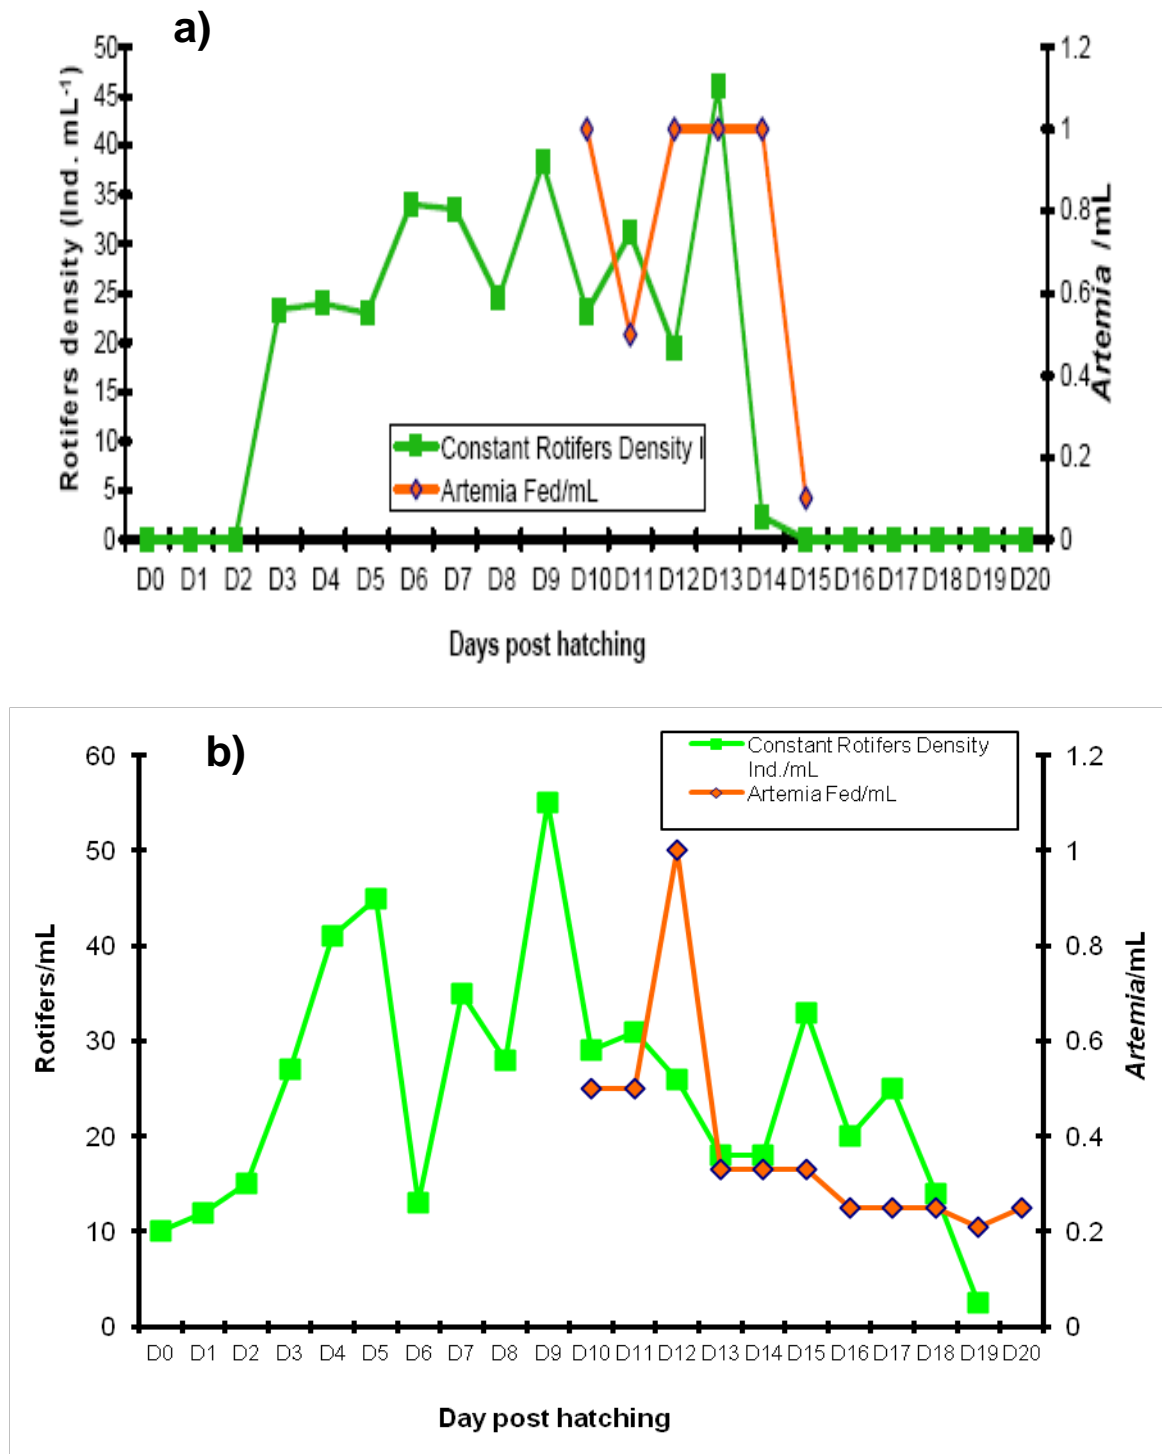 a)
50
45
40
35
30
25
20
15
10
5
0
Rotifers density (Ind. mL-1)
1.2
1
0.8
0.6
0.4
0.2
0
Artemia /mL
Constant Rotifers Density I
Artemia Fed/mL
D0 D1 D2 D3 D4 D5 D6 D7 D8 D9 D10 D11 D12 D13 D14 D15 D16 D17 D18 D19 D20
Days post hatching
b)
60
50
40
30
20
10
0
Rotifers/mL
Constant Rotifers Density
Ind./mL
Artemia Fed/mL
1.2
1
0.8
0.6
0.4
0.2
0
Artemia/mL
D0 D1 D2 D3 D4 D5 D6 D7 D8 D9 D10 D11 D12 D13 D14 D15 D16 D17 D18 D19 D20
Day post hatching